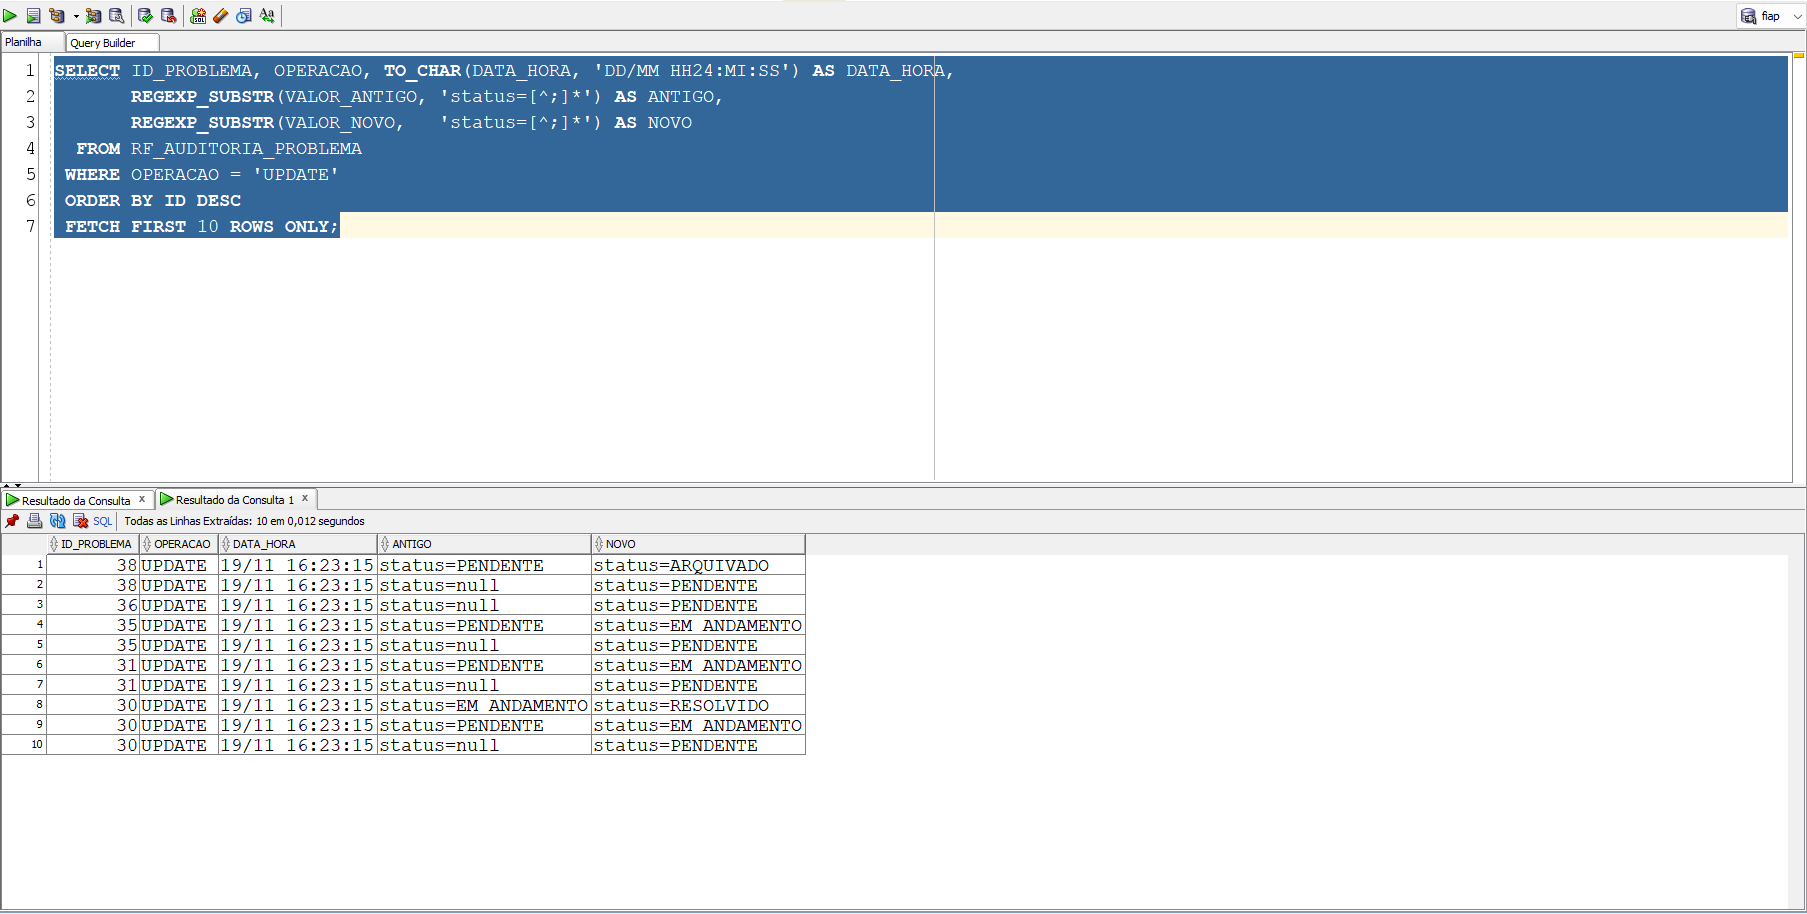 fiap
Planilha Query Builder
1 SELECT ID_PROBLEMA, OPERACAO, TO_CHAR(DATA_HORA, 'DD/MM HH24:MI:SS') AS DATA_HORA,
2 REGEXP_SUBSTR(VALOR_ANTIGO, 'status=[^;]*') AS ANTIGO,
3 REGEXP_SUBSTR(VALOR_NOVO, 'status=[^;]*') AS NOVO
4 FROM RF_AUDITORIA_PROBLEMA
5 WHERE OPERACAO = 'UPDATE'
6 ORDER BY ID DESC
7 FETCH FIRST 10 ROWS ONLY;
Resultado da Consulta x Resultado da Consulta 1 x
SQL Todas as Linhas Extraídas: 10 em 0,012 segundos
ID_PROBLEMA OPERACAO DATA_HORA ANTIGO NOVO
1 38 UPDATE 19/11 16:23:15 status=PENDENTE status=ARQUIVADO
2 38 UPDATE 19/11 16:23:15 status=null status=PENDENTE
3 36 UPDATE 19/11 16:23:15 status=null status=PENDENTE
4 35 UPDATE 19/11 16:23:15 status=PENDENTE status=EM ANDAMENTO
5 35 UPDATE 19/11 16:23:15 status=null status=PENDENTE
6 31 UPDATE 19/11 16:23:15 status=PENDENTE status=EM ANDAMENTO
7 31 UPDATE 19/11 16:23:15 status=null status=PENDENTE
8 30 UPDATE 19/11 16:23:15 status=EM ANDAMENTO status=RESOLVIDO
9 30 UPDATE 19/11 16:23:15 status=PENDENTE status=EM ANDAMENTO
10 30 UPDATE 19/11 16:23:15 status=null status=PENDENTE